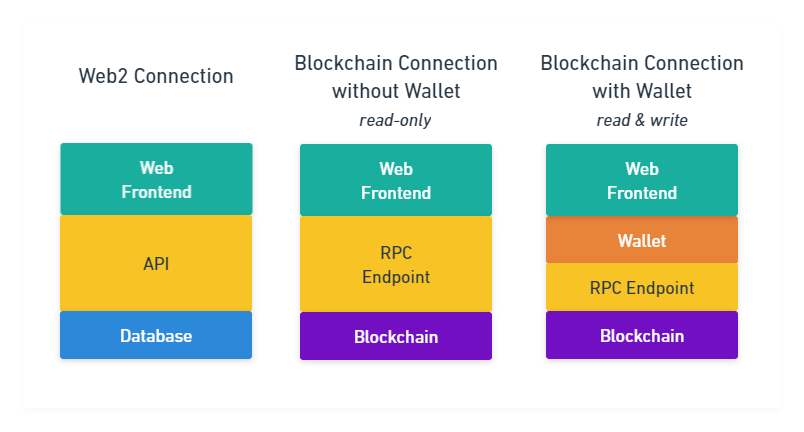 Web2 Connection
Web
Frontend
API
Database
Blockchain Connection
without Wallet
read-only
Web
Frontend
RPC
Endpoint
Blockchain
Blockchain Connection
with Wallet
read & write
Web
Frontend
Wallet
RPC Endpoint
Blockchain